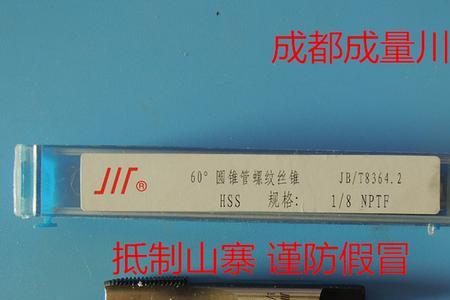 成都成量川
60° 圆锥管螺纹丝锥 JB/T8364.2
HSS 规格: 1/8 NPTF
抵制山寨 谨防假冒